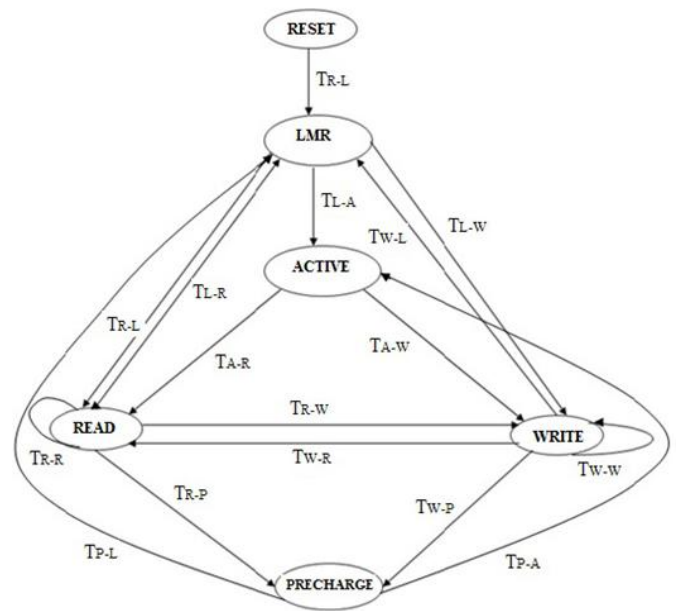 RESET
TR-L
LMR
TL-A
TW-L
TL-W
ACTIVE
TL-R
TR-L
TA-R
TA-W
TR-W
READ
WRITE
TW-R
TR-R
TW-W
TR-P
TW-P
TP-L
TP-A
PRECHARGE